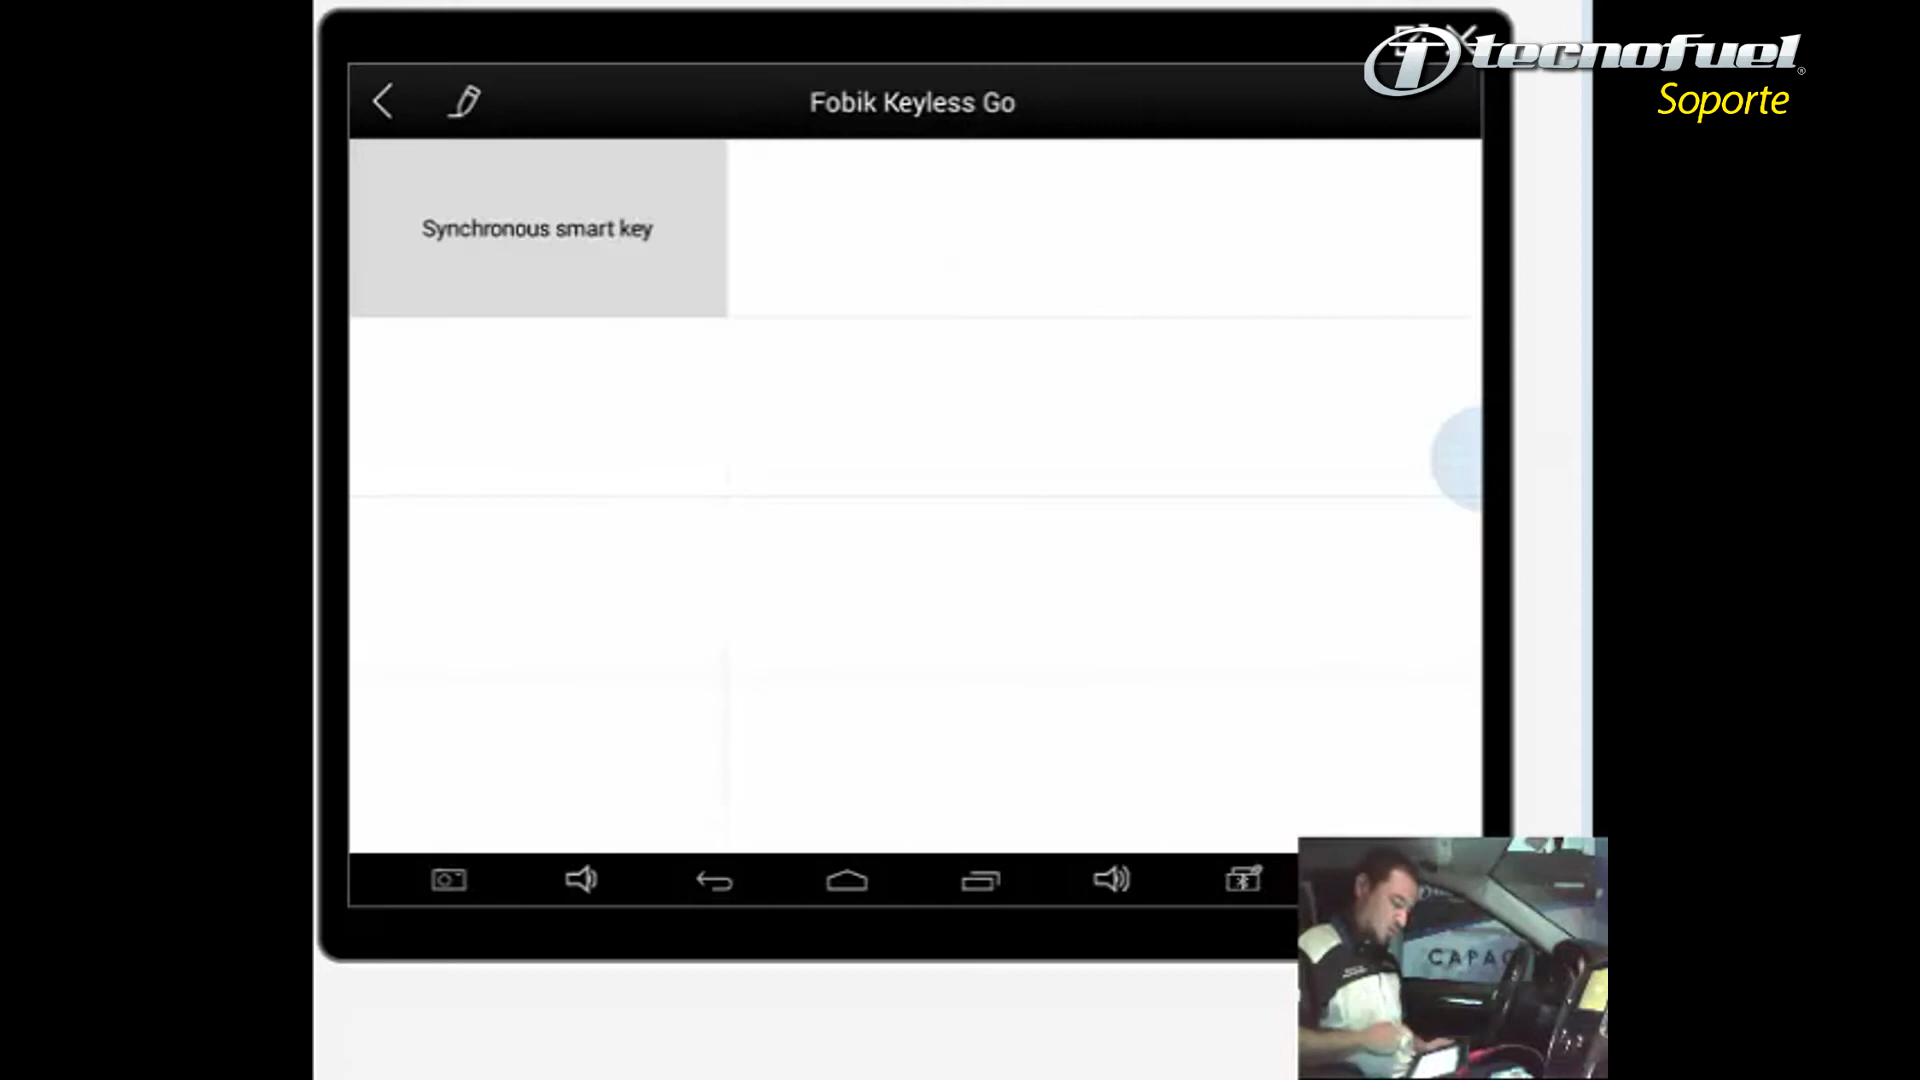 tecnofuel®
Soporte
Fobik Keyless Go
Synchronous smart key
CAPAC